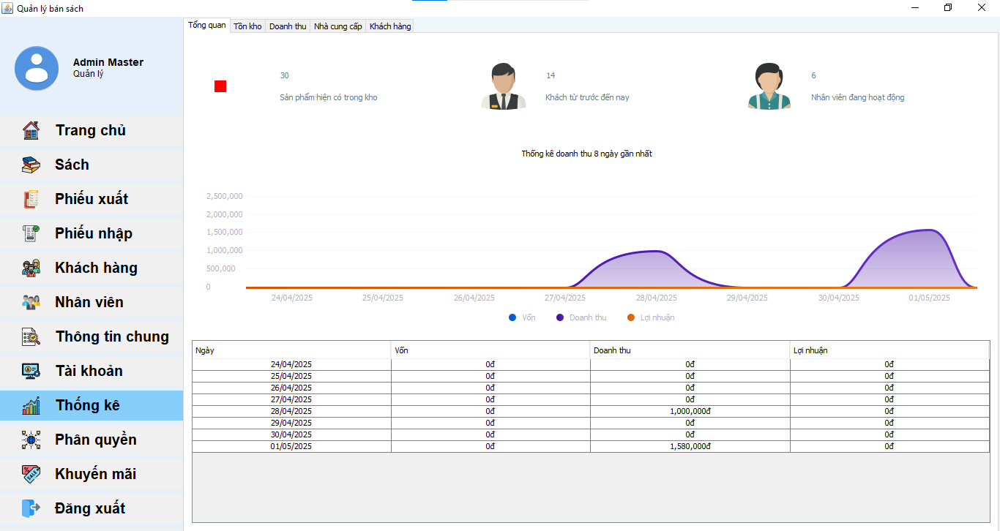 Quản lý bán sách
Admin Master
Quản lý
Trang chủ
Sách
Phiếu xuất
Phiếu nhập
Khách hàng
Nhân viên
Thông tin chung
Tài khoản
Thống kê
Phân quyền
Khuyến mãi
Đăng xuất
Tổng quan Tồn kho Doanh thu Nhà cung cấp Khách hàng
30
Sản phẩm hiện có trong kho
14
Khách từ trước đến nay
6
Nhân viên đang hoạt động
Thống kê doanh thu 8 ngày gần nhất
2,500,000
2,000,000
1,500,000
1,000,000
500,000
0
24/04/2025 25/04/2025 26/04/2025 27/04/2025 28/04/2025 29/04/2025 30/04/2025 01/05/2025
Vốn Doanh thu Lợi nhuận
Ngày Vốn Doanh thu Lợi nhuận
24/04/2025 0đ 0đ 0đ
25/04/2025 0đ 0đ 0đ
26/04/2025 0đ 0đ 0đ
27/04/2025 0đ 0đ 0đ
28/04/2025 0đ 1,000,000đ 0đ
29/04/2025 0đ 0đ 0đ
30/04/2025 0đ 0đ 0đ
01/05/2025 0đ 1,580,000đ 0đ